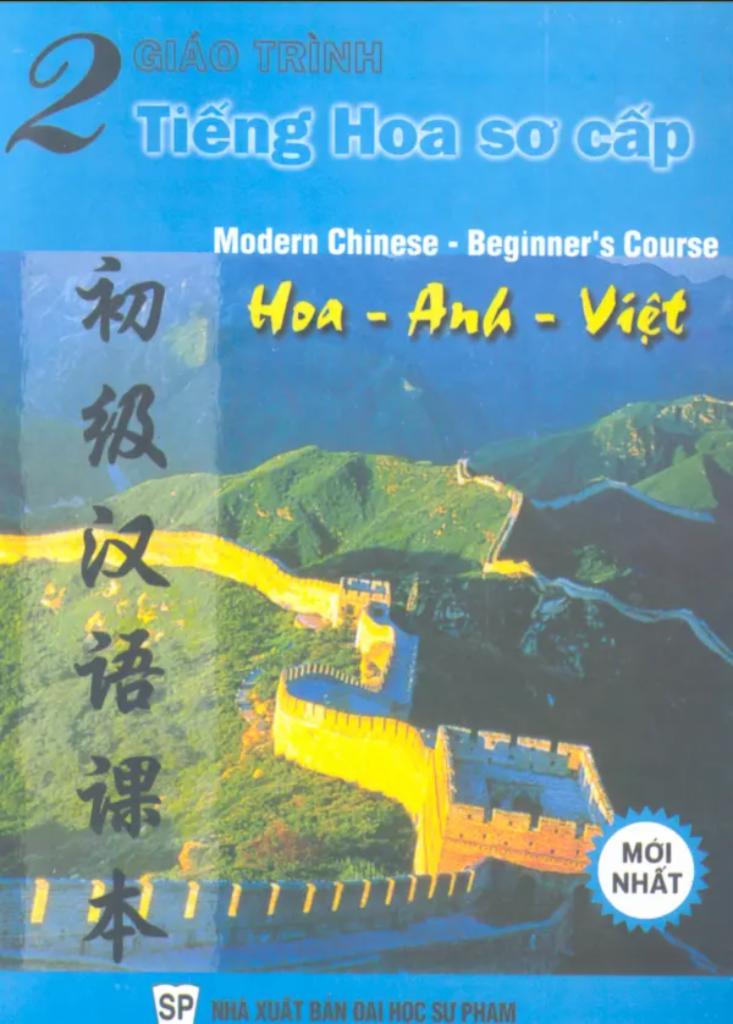 2
GIÁO TRÌNH
Tiếng Hoa sơ cấp
Modern Chinese - Beginner's Course
Hoa - Anh - Việt
初级汉语课本
MỚI
NHẤT
SP NHÀ XUẤT BẢN ĐẠI HỌC SƯ PHẠM